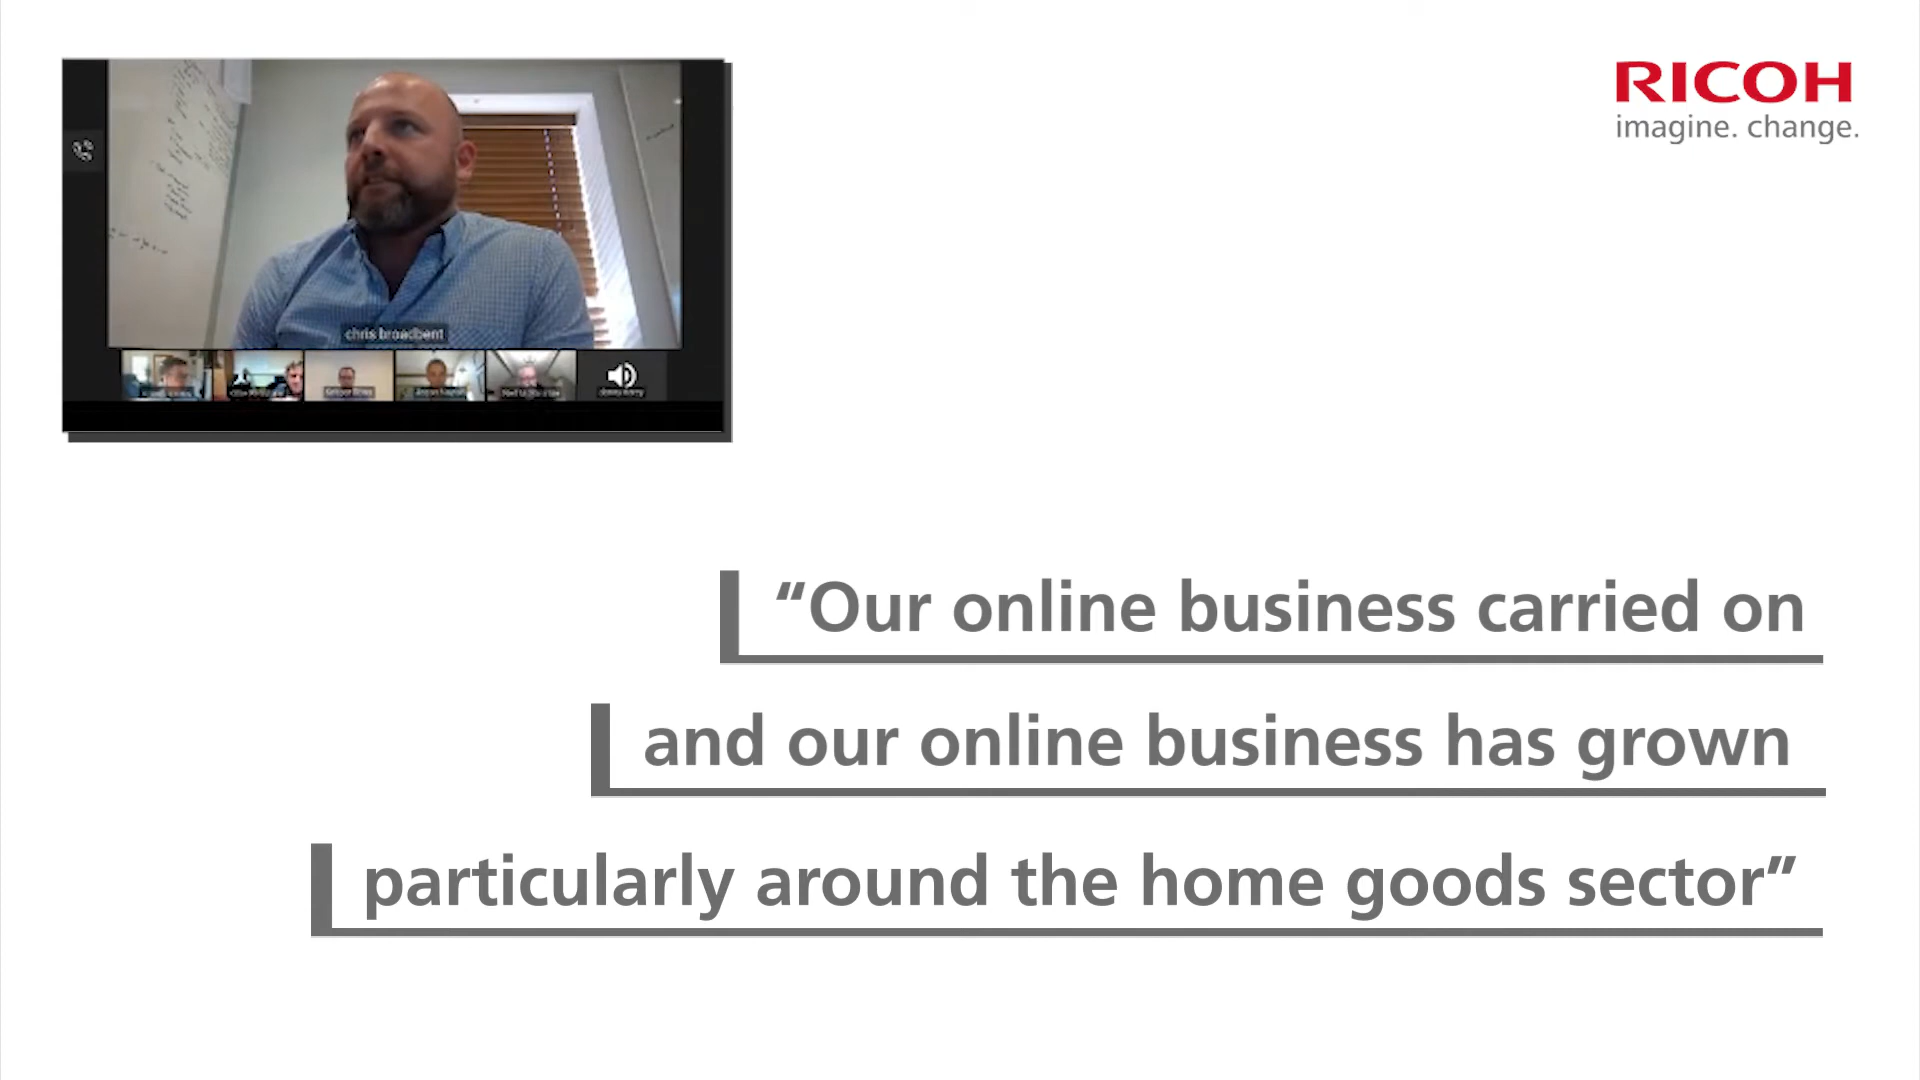 RICOH
imagine. change.
chris broadbent
“Our online business carried on
and our online business has grown
particularly around the home goods sector”